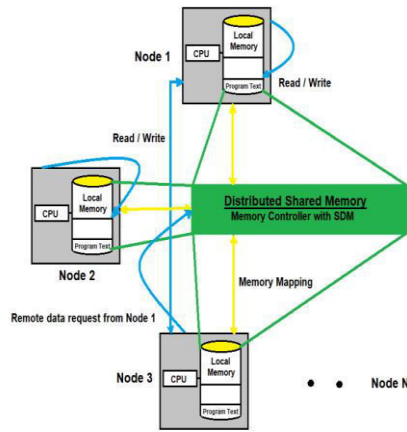 Node 1
CPU
Local
Memory
Program Text
Read / Write
Read / Write
CPU
Local
Memory
Program Text
Node 2
Distributed Shared Memory
Memory Controller with SDM
Memory Mapping
Remote data request from Node 1
Node 3
CPU
Local
Memory
Program Text
Node N